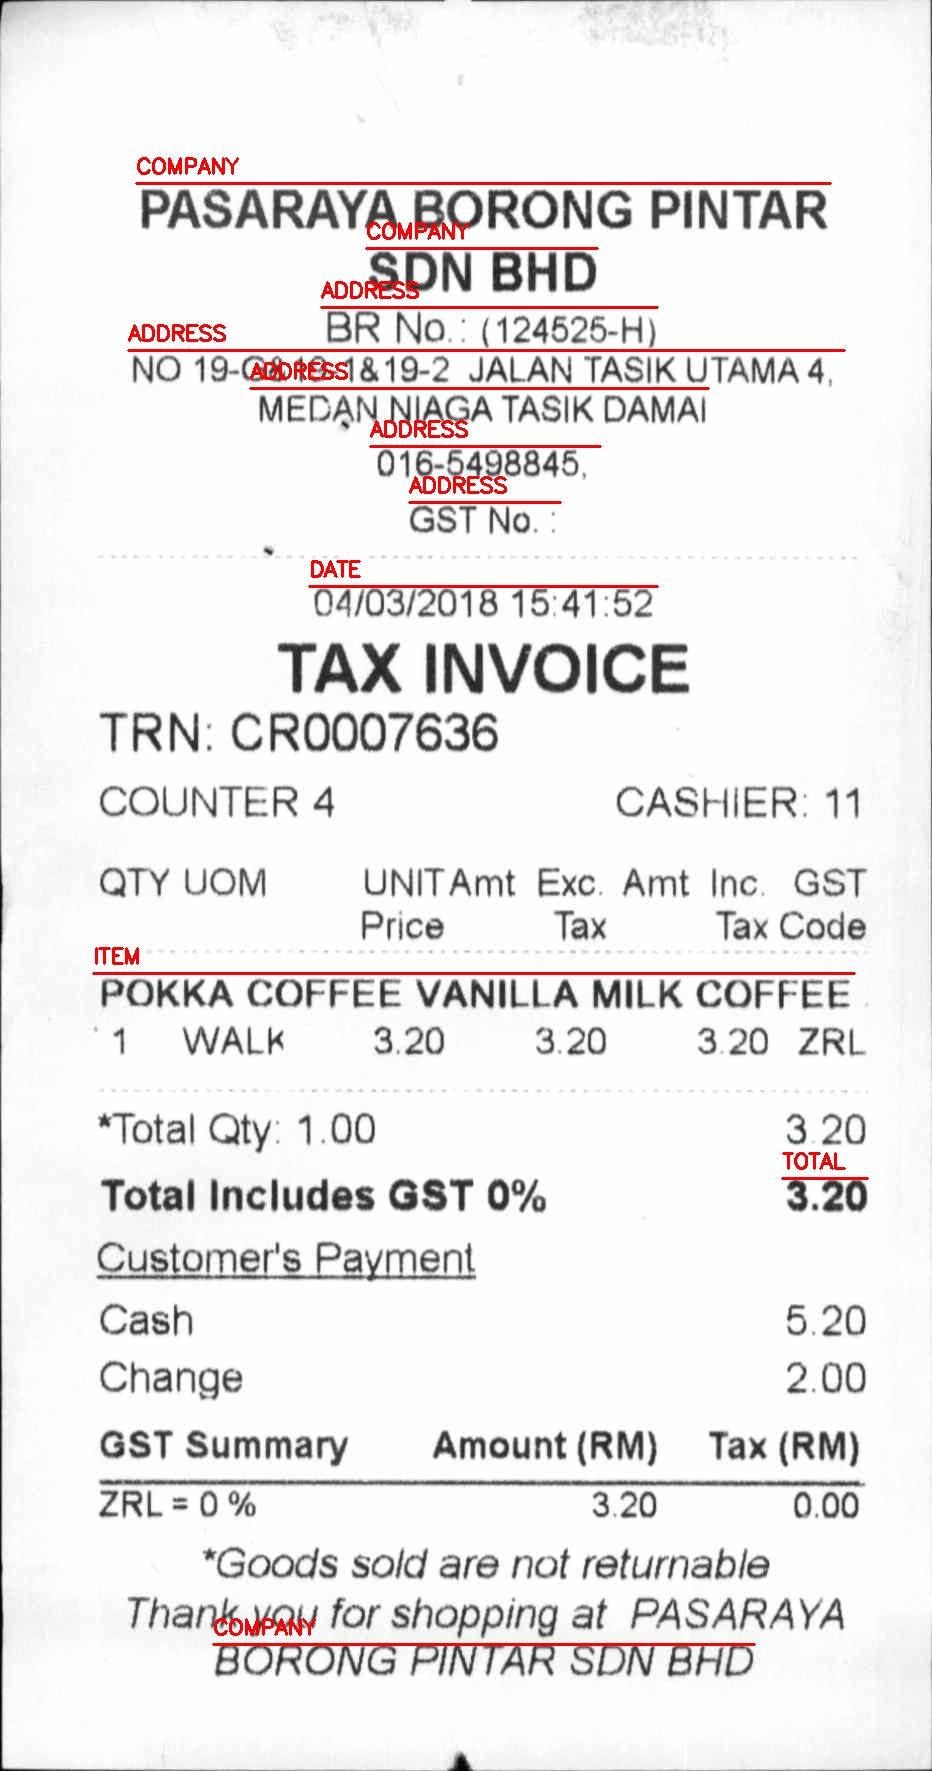 COMPANY
PASARAYA BORONG PINTAR
COMPANY
SDN BHD
ADDRESS
BR No.: (124525-H)
ADDRESS
NO 19-G&19-1&19-2 JALAN TASIK UTAMA 4,
ADDRESS
MEDAN NIAGA TASIK DAMAI
ADDRESS
016-5498845,
ADDRESS
GST No. :
DATE
04/03/2018 15:41:52
TAX INVOICE
TRN: CR0007636
COUNTER 4 CASHIER: 11
QTY UOM UNIT Amt Exc. Amt Inc. GST
Price Tax Tax Code
ITEM
POKKA COFFEE VANILLA MILK COFFEE
1 WALK 3.20 3.20 3.20 ZRL
*Total Qty: 1.00 3.20
TOTAL
Total Includes GST 0% 3.20
Customer's Payment
Cash 5.20
Change 2.00
GST Summary Amount (RM) Tax (RM)
ZRL = 0 % 3.20 0.00
*Goods sold are not returnable
Thank you for shopping at PASARAYA
COMPANY
BORONG PINTAR SDN BHD